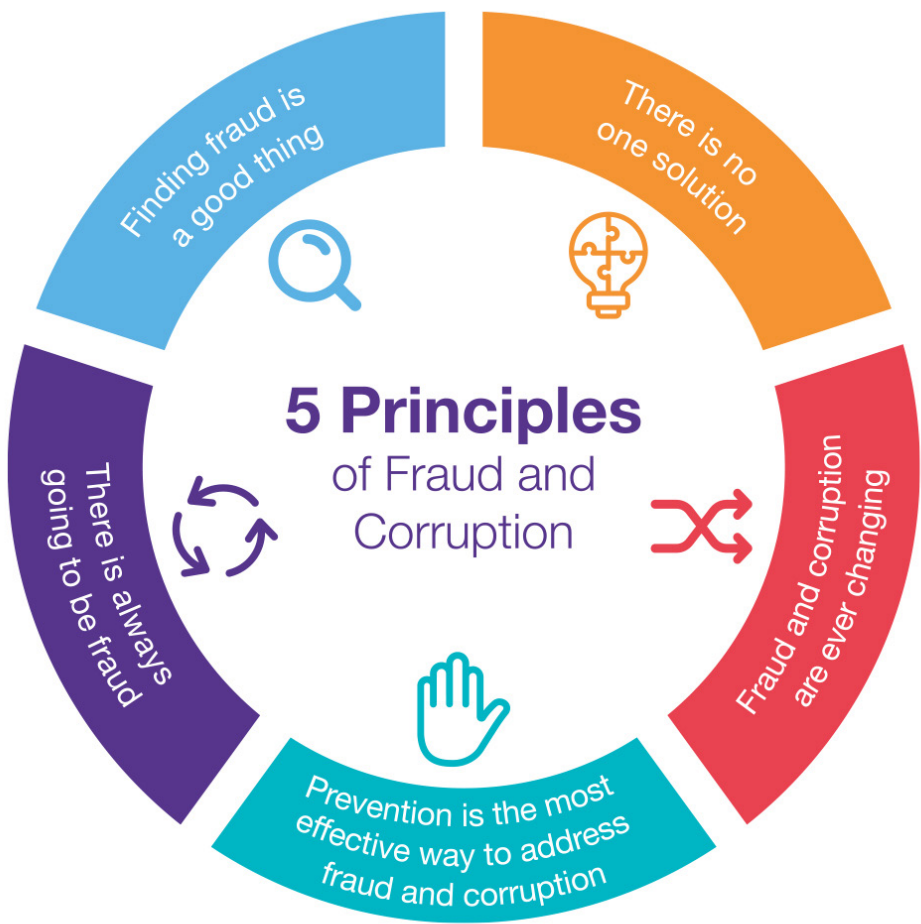 5 Principles
of Fraud and
Corruption
There is always
going to be fraud
Finding fraud is
a good thing
There is no
one solution
Fraud and corruption
are ever changing
Prevention is the most
effective way to address
fraud and corruption